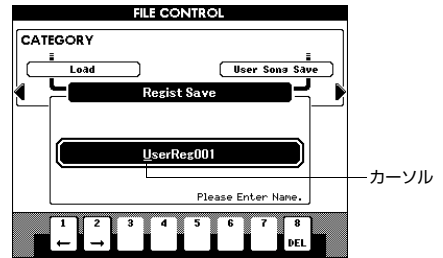 FILE CONTROL
CATEGORY
Load
User Song Save
Regist Save
UserReg001
カーソル
Please Enter Name.
1 2 3 4 5 6 7 8
← → DEL